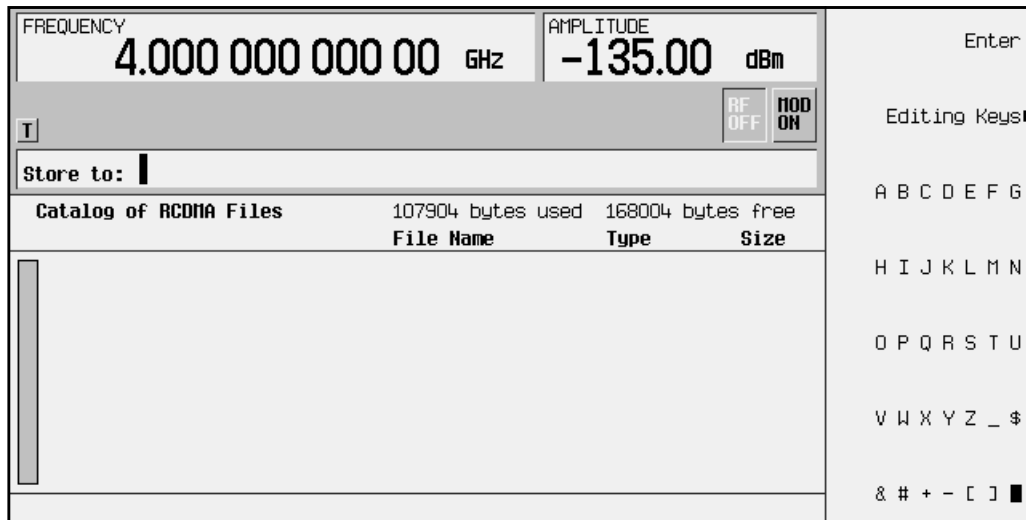 FREQUENCY
4.000 000 000 00 GHz
AMPLITUDE
-135.00 dBm
RF OFF
MOD ON
T
Store to:
Catalog of RCDMA Files 107904 bytes used 168004 bytes free
File Name Type Size
Enter
Editing Keys
A B C D E F G
H I J K L M N
O P Q R S T U
V W X Y Z _ $
& # + - [ ]